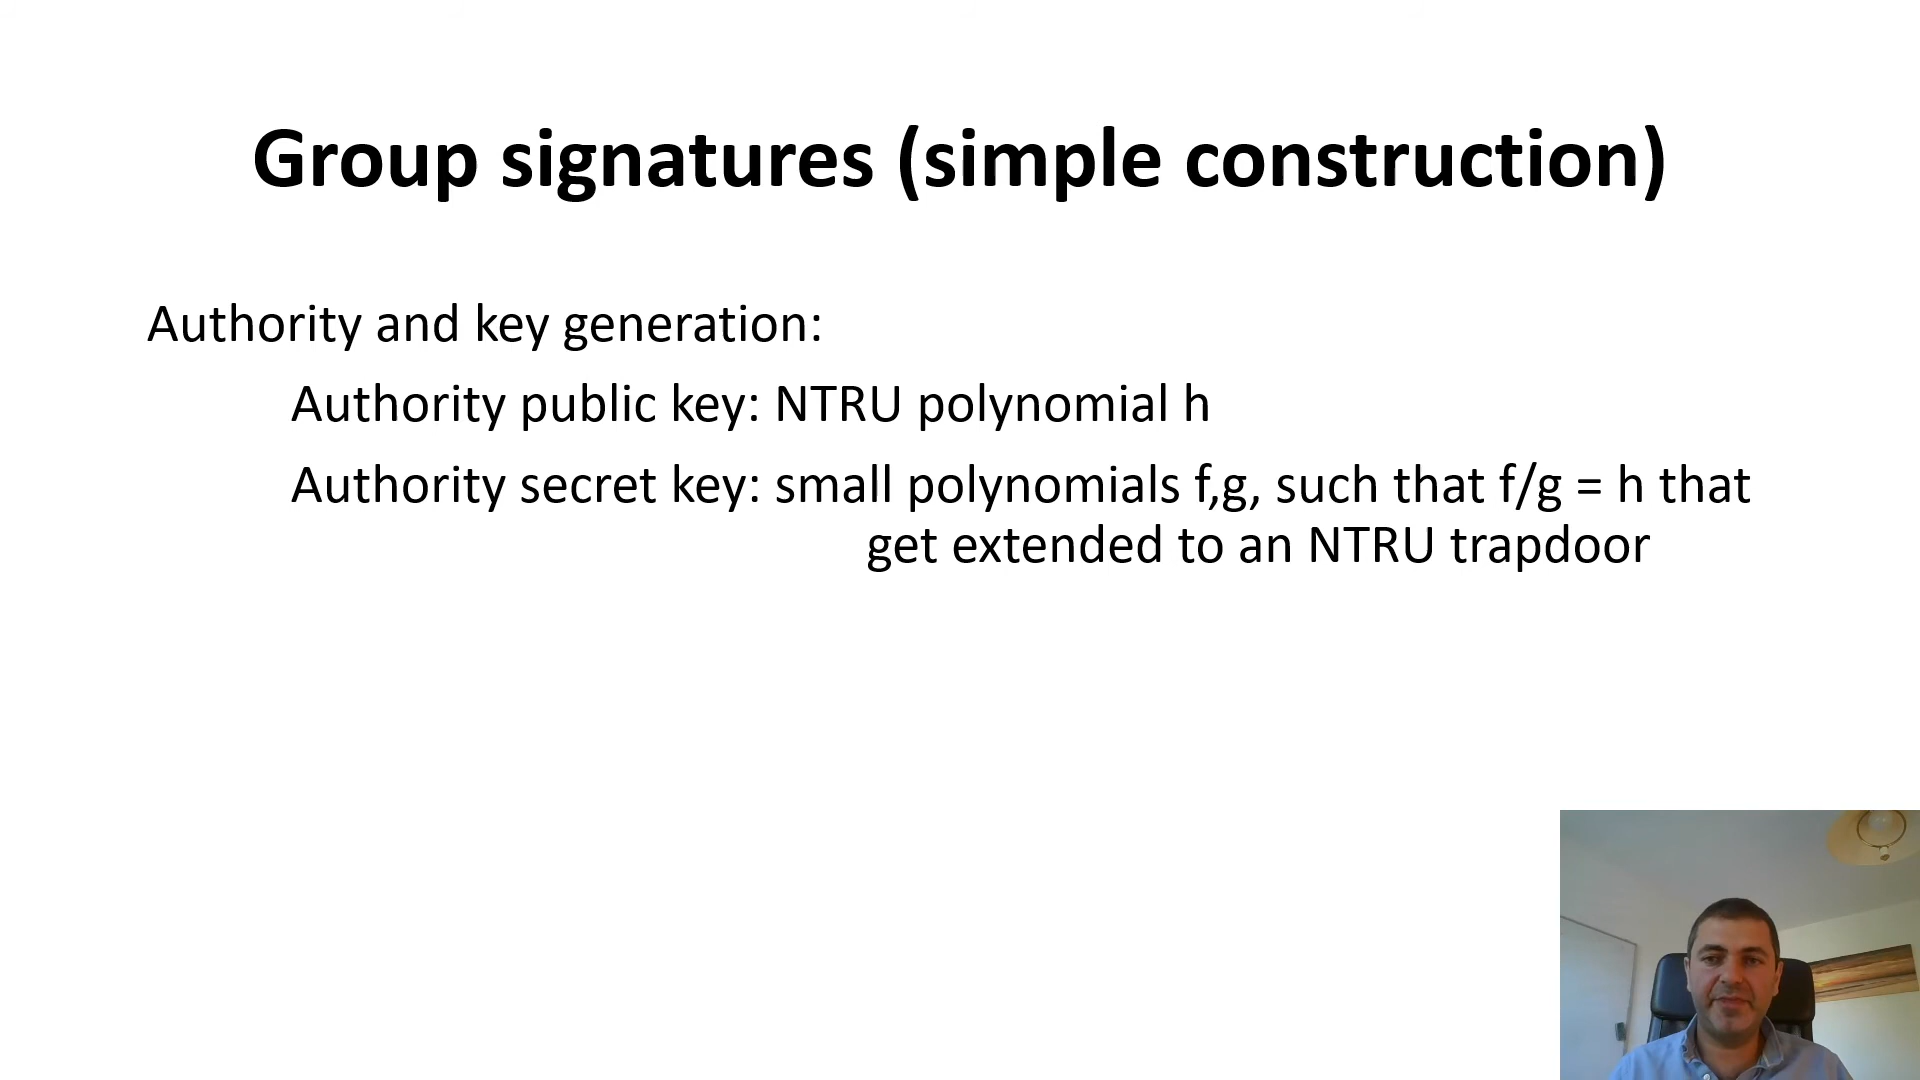 Group signatures (simple construction)
Authority and key generation:
Authority public key: NTRU polynomial h
Authority secret key: small polynomials f,g, such that f/g = h that
get extended to an NTRU trapdoor